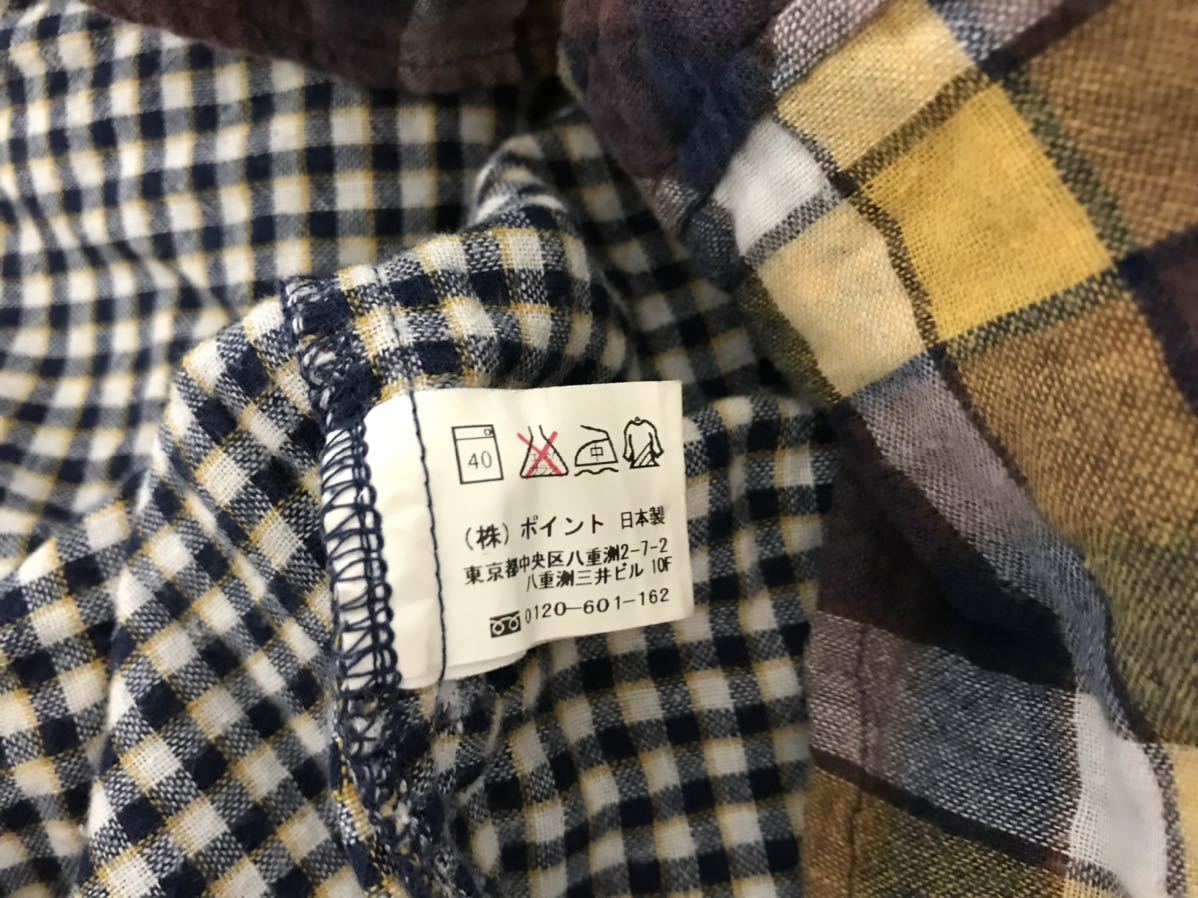 40
中
(株) ポイント 日本製
東京都中央区八重洲2-7-2
八重洲三井ビル 10F
0120-601-162